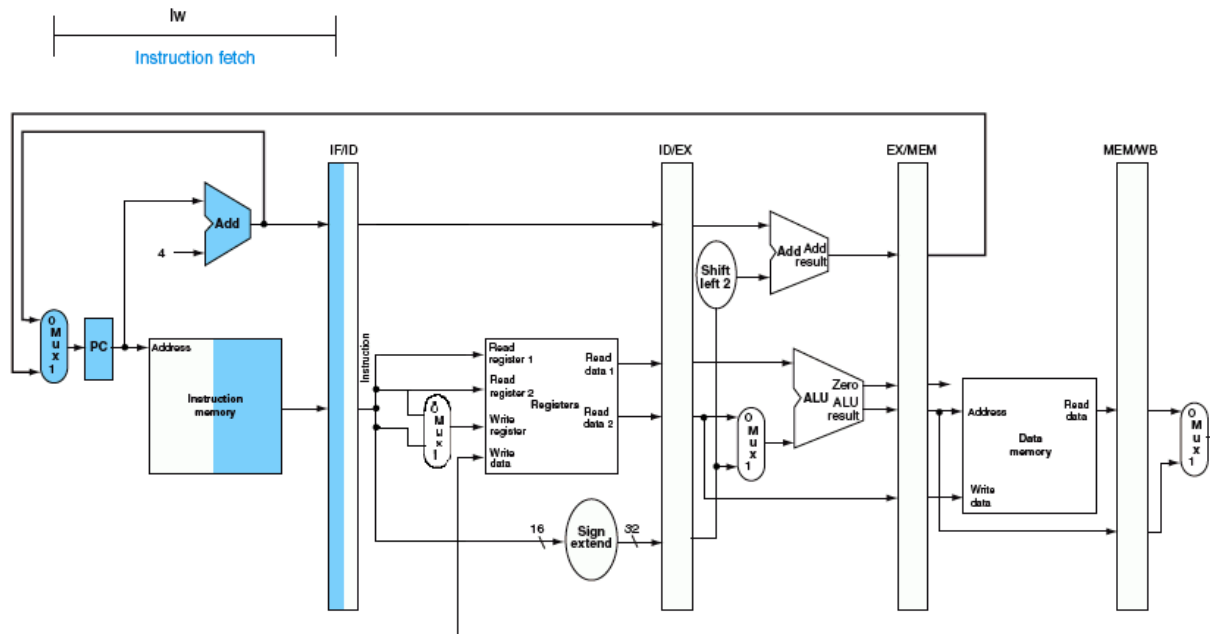 lw
Instruction fetch
IF/ID
ID/EX
EX/MEM
MEM/WB
Add
4
Shift
left 2
Add Add
result
0
M
u
x
1
PC
Address
Instruction
memory
Instruction
Read
register 1
Read
register 2
Write
register
Write
data
Registers
Read
data 1
Read
data 2
0
M
u
x
1
0
M
u
x
1
Zero
ALU ALU
result
Address
Read
data
Data
memory
Write
data
0
M
u
x
1
16
Sign
extend
32